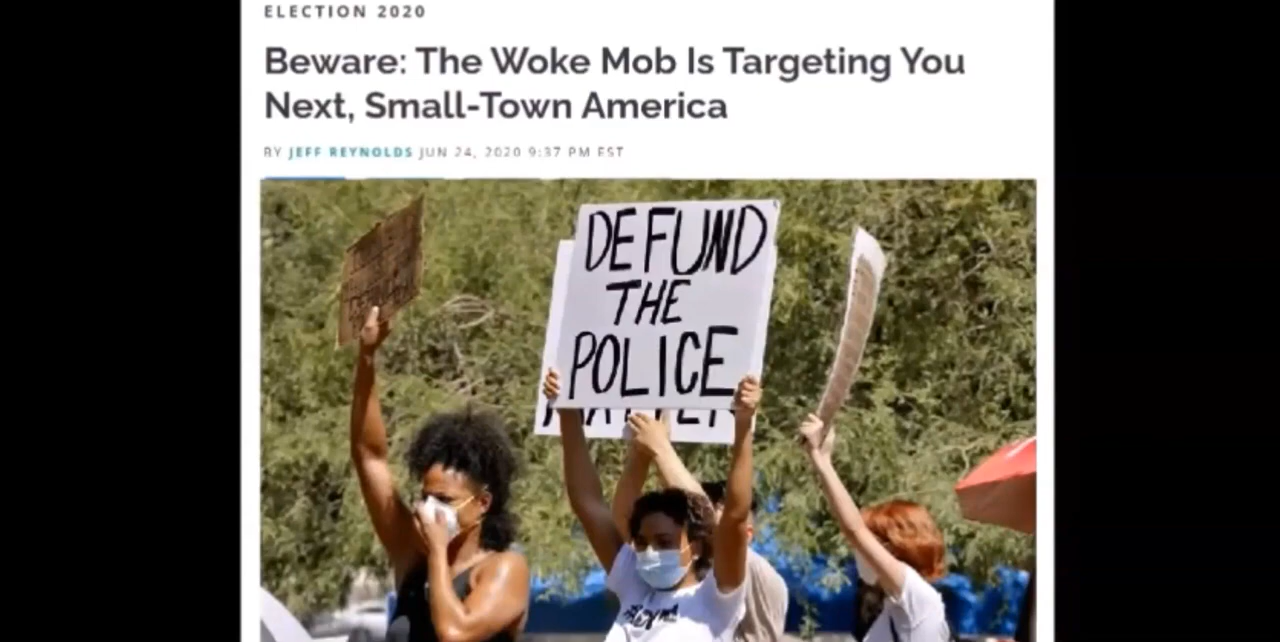 ELECTION 2020
Beware: The Woke Mob Is Targeting You
Next, Small-Town America
BY JEFF REYNOLDS JUN 24, 2020 9:37 PM EST
DEFUND
THE
POLICE